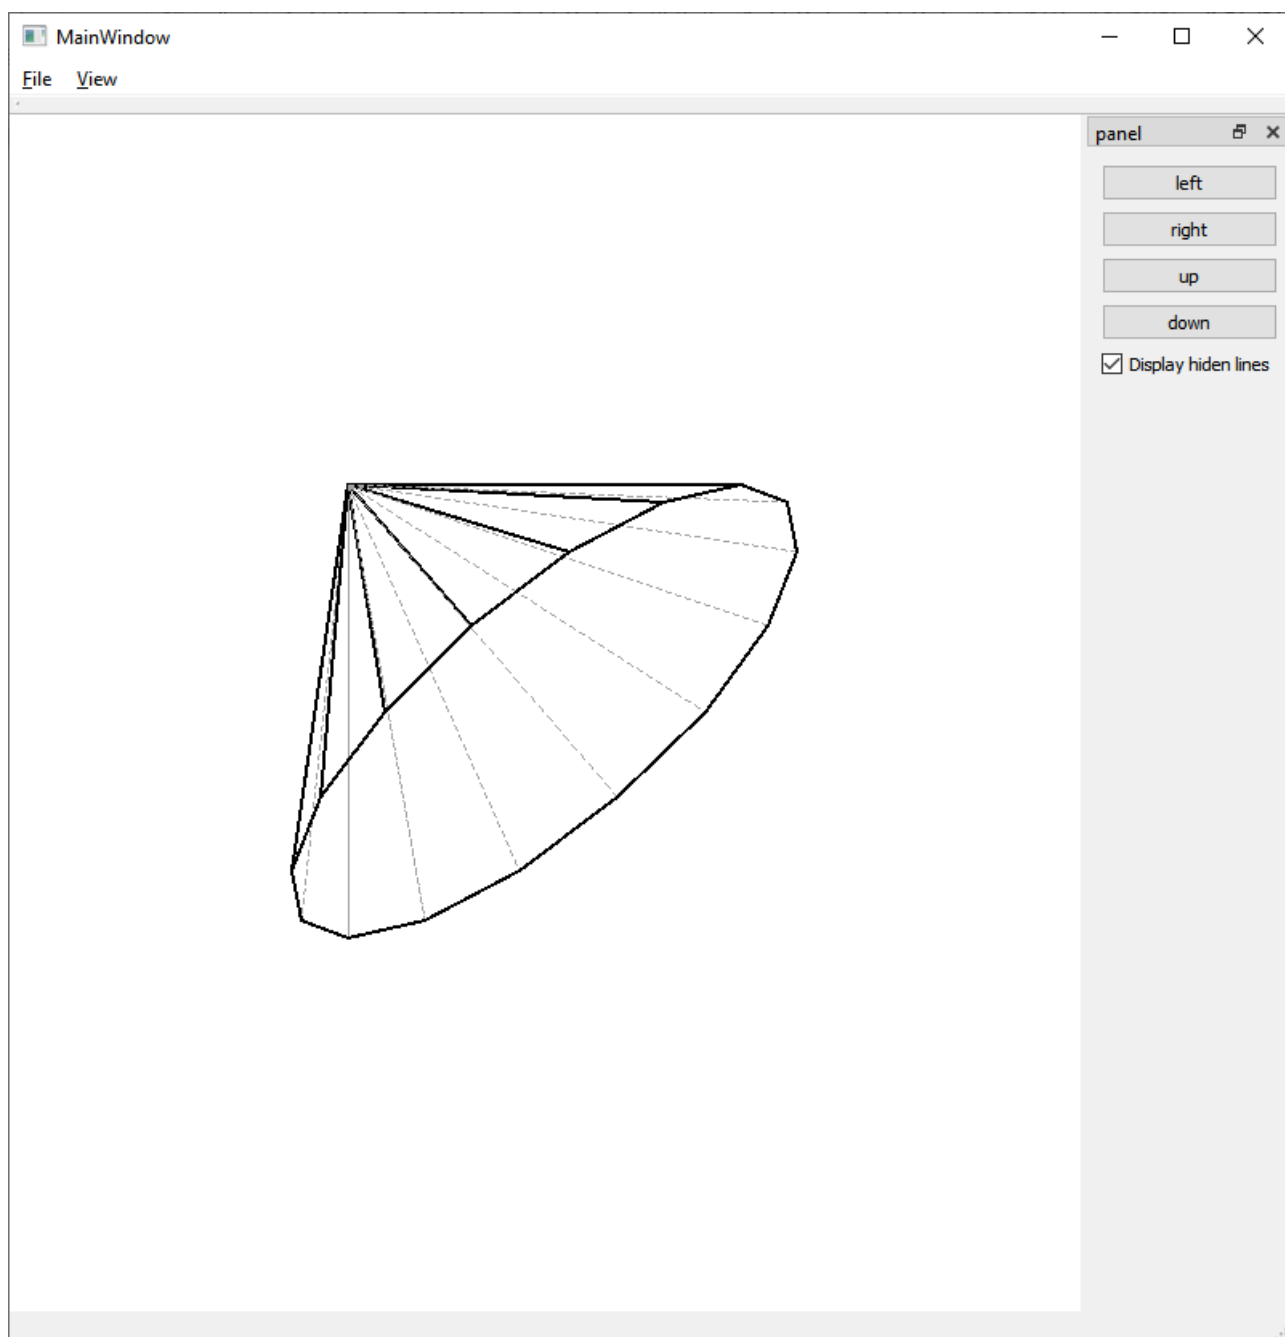 MainWindow
File View
panel
left
right
up
down
Display hiden lines